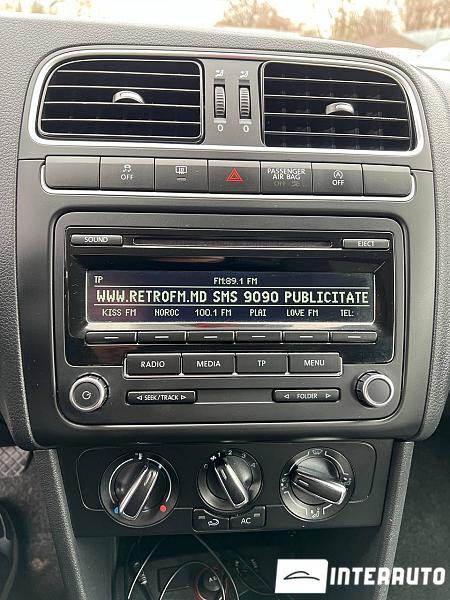 0 0
OFF PASSENGER AIR BAG OFF OFF
SOUND EJECT
TP FM:89.1 FM
WWW.RETROFM.MD SMS 9090 PUBLICITATE
KISS FM NOROC 100.1 FM PLAI LOVE FM TEL:
RADIO MEDIA TP MENU
SEEK/TRACK FOLDER
AC
INTERAUTO